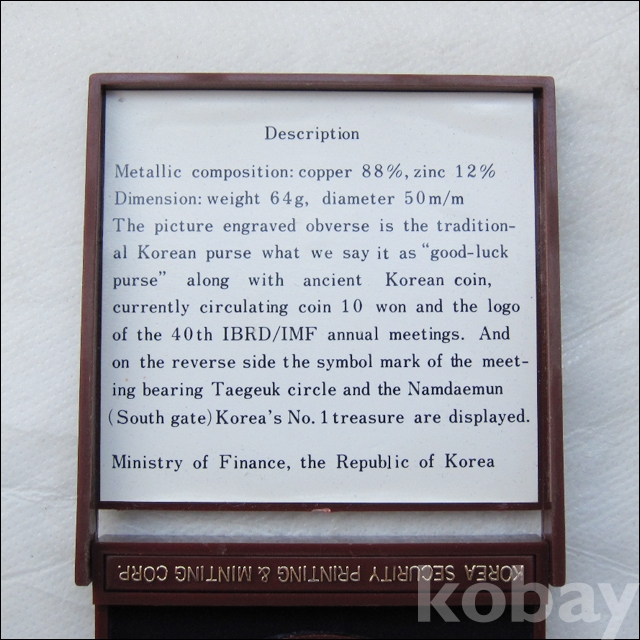 Description
Metallic composition: copper 88%, zinc 12%
Dimension: weight 64g, diameter 50m/m
The picture engraved obverse is the tradition-
al Korean purse what we say it as "good-luck
purse" along with ancient Korean coin,
currently circulating coin 10 won and the logo
of the 40th IBRD/IMF annual meetings. And
on the reverse side the symbol mark of the meet-
ing bearing Taegeuk circle and the Namdaemun
(South gate) Korea's No. 1 treasure are displayed.
Ministry of Finance, the Republic of Korea
KOREA SECURITY PRINTING & MINTING CORP.
kobay